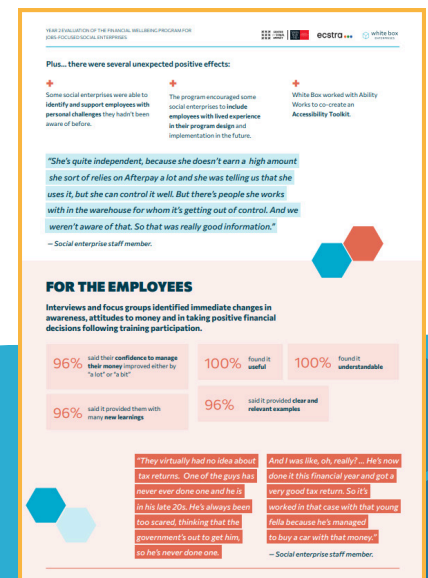 YEAR 2 EVALUATION OF THE FINANCIAL WELLBEING PROGRAM FOR
JOBS-FOCUSED SOCIAL ENTERPRISES
ecstra
white box
Plus... there were several unexpected positive effects:
+
Some social enterprises were able to
identify and support employees with
personal challenges they hadn't been
aware of before.
+
The program encouraged some
social enterprises to include
employees with lived experience
in their program design and
implementation in the future.
+
White Box worked with Ability
Works to co-create an
Accessibility Toolkit.
"She's quite independent, because she doesn't earn a high amount
she sort of relies on Afterpay a lot and she was telling us that she
uses it, but she can control it well. But there's people she works
with in the warehouse for whom it's getting out of control. And we
weren't aware of that. So that was really good information."
— Social enterprise staff member.
FOR THE EMPLOYEES
Interviews and focus groups identified immediate changes in
awareness, attitudes to money and in taking positive financial
decisions following training participation.
96% said their confidence to manage
their money improved either by
"a lot" or "a bit"
100% found it
useful
100% found it
understandable
96% said it provided them with
many new learnings
96% said it provided clear and
relevant examples
"They virtually had no idea about
tax returns. One of the guys has
never ever done one and he is
in his late 20s. He's always been
too scared, thinking that the
government's out to get him,
so he's never done one.
And I was like, oh, really? ... He's now
done it this financial year and got a
very good tax return. So it's
worked in that case with that young
fella because he's managed
to buy a car with that money."
— Social enterprise staff member.